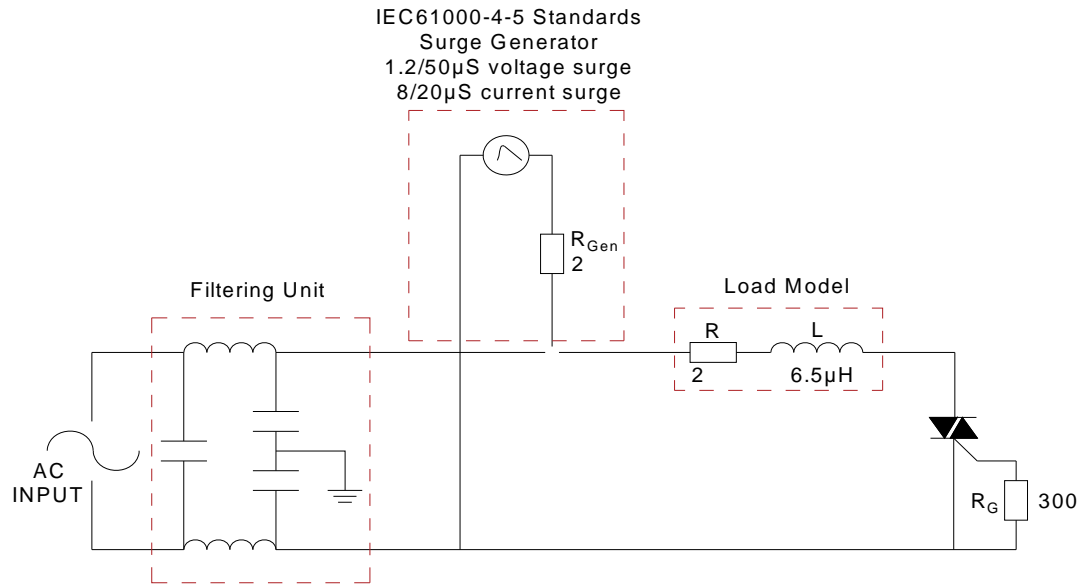 IEC61000-4-5 Standards
Surge Generator
1.2/50µS voltage surge
8/20µS current surge
RGen
2
Filtering Unit
Load Model
R
L
2
6.5µH
AC
INPUT
RG
300